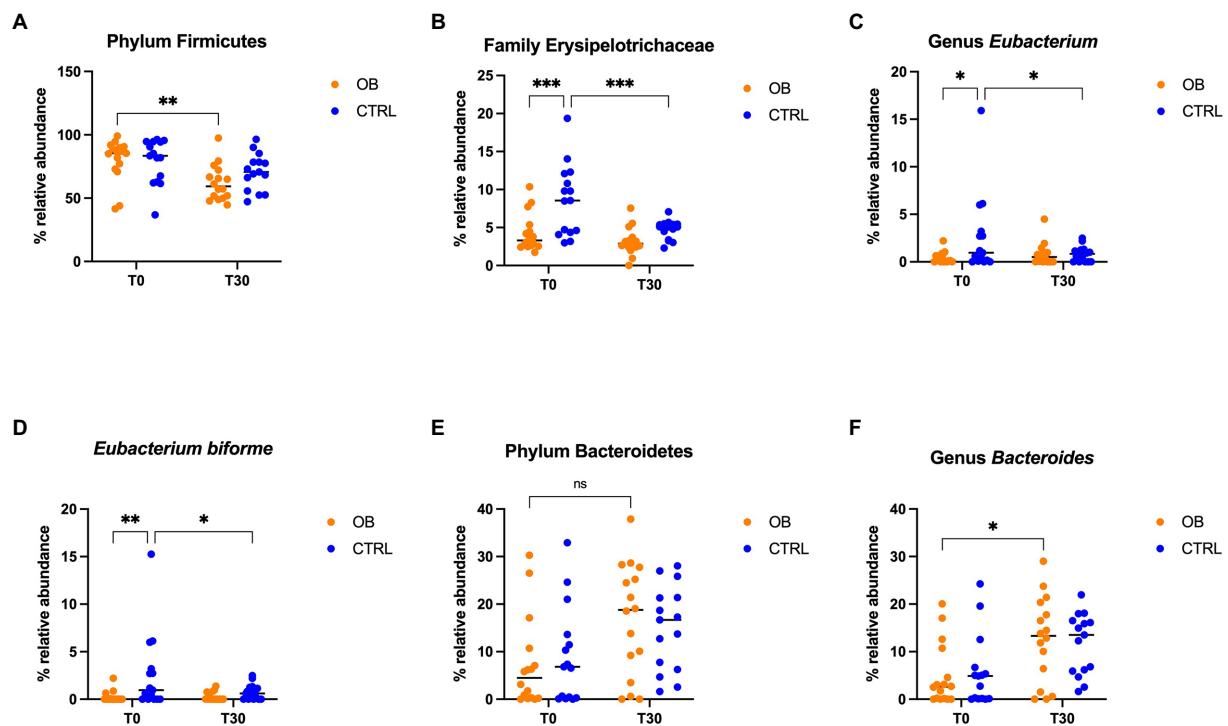 A
Phylum Firmicutes
% relative abundance
150
100
50
0
**
T0
T30
OB
CTRL
B
Family Erysipelotrichaceae
% relative abundance
25
20
15
10
5
0
***
***
T0
T30
OB
CTRL
C
Genus Eubacterium
% relative abundance
20
15
10
5
0
*
*
T0
T30
OB
CTRL
D
Eubacterium biforme
% relative abundance
20
15
10
5
0
**
*
T0
T30
OB
CTRL
E
Phylum Bacteroidetes
% relative abundance
40
30
20
10
0
ns
T0
T30
OB
CTRL
F
Genus Bacteroides
% relative abundance
40
30
20
10
0
*
T0
T30
OB
CTRL